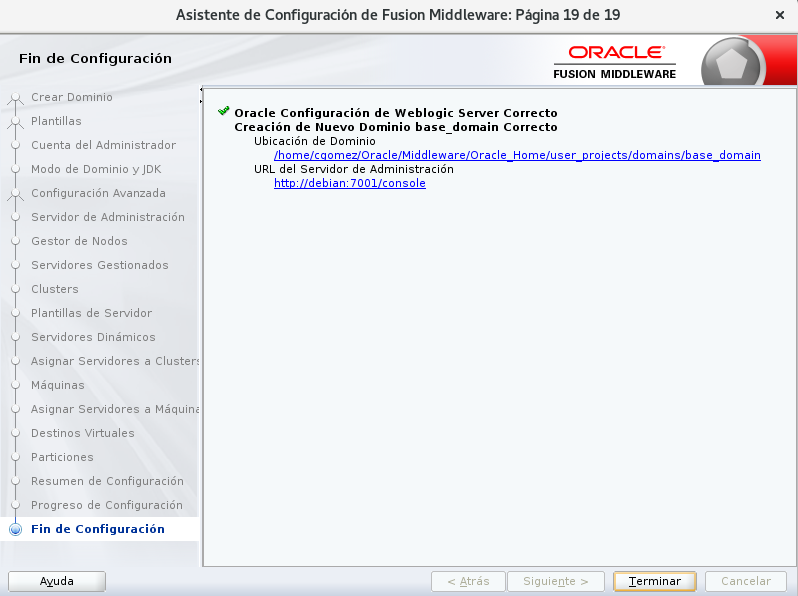 Asistente de Configuración de Fusion Middleware: Página 19 de 19
Fin de Configuración
ORACLE
FUSION MIDDLEWARE
Crear Dominio
Plantillas
Cuenta del Administrador
Modo de Dominio y JDK
Configuración Avanzada
Servidor de Administración
Gestor de Nodos
Servidores Gestionados
Clusters
Plantillas de Servidor
Servidores Dinámicos
Asignar Servidores a Clusters
Máquinas
Asignar Servidores a Máquina
Destinos Virtuales
Particiones
Resumen de Configuración
Progreso de Configuración
Fin de Configuración
Oracle Configuración de Weblogic Server Correcto
Creación de Nuevo Dominio base_domain Correcto
Ubicación de Dominio
/home/cgomez/Oracle/Middleware/Oracle_Home/user_projects/domains/base_domain
URL del Servidor de Administración
http://debian:7001/console
Ayuda
< Atrás
Siguiente >
Terminar
Cancelar